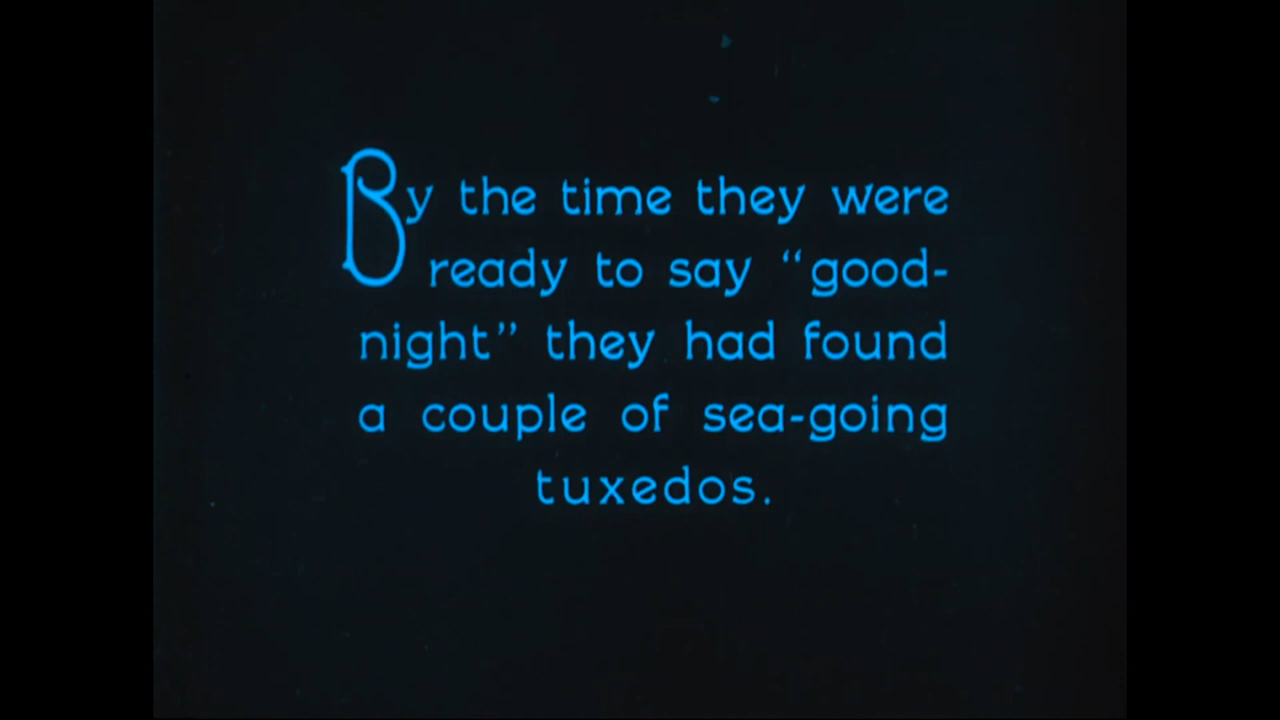 By the time they were
ready to say “good-
night” they had found
a couple of sea-going
tuxedos.